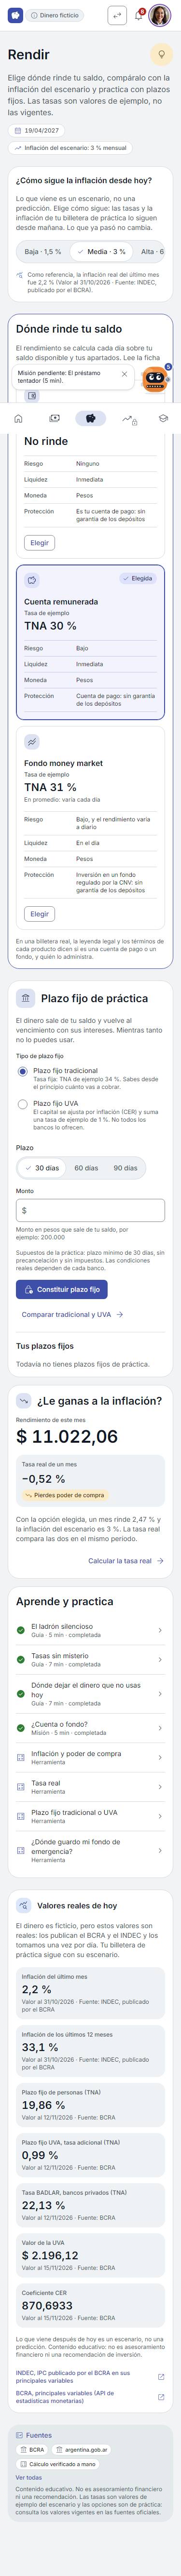 Dinero ficticio
6
Rendir
Elige dónde rinde tu saldo, compáralo con la
inflación del escenario y practica con plazos
fijos. Las tasas son valores de ejemplo, no
las vigentes.
19/04/2027
Inflación del escenario: 3 % mensual
¿Cómo sigue la inflación desde hoy?
Lo que viene es un escenario, no una
predicción. Elige cómo sigue: las tasas y la
inflación de tu billetera de práctica lo siguen
desde mañana. Lo que ya pasó no cambia.
Baja · 1,5 %
Media · 3 %
Alta · 6
Como referencia, la inflación real del último mes
fue 2,2 % (Valor al 31/10/2026 · Fuente: INDEC,
publicado por el BCRA).
Dónde rinde tu saldo
El rendimiento se calcula cada día sobre tu
saldo disponible y tus apartados. Lee la ficha
Misión pendiente: El préstamo
tentador (5 min).
No rinde
Riesgo Ninguno
Liquidez Inmediata
Moneda Pesos
Protección Es tu cuenta de pago: sin
garantía de los depósitos
Elegir
Elegida
Cuenta remunerada
Tasa de ejemplo
TNA 30 %
Riesgo Bajo
Liquidez Inmediata
Moneda Pesos
Protección Cuenta de pago: sin garantía
de los depósitos
Fondo money market
Tasa de ejemplo
TNA 31 %
En promedio: varía cada día
Riesgo Bajo, y el rendimiento varía
a diario
Liquidez En el día
Moneda Pesos
Protección Inversión en un fondo
regulado por la CNV: sin
garantía de los depósitos
Elegir
En una billetera real, la leyenda legal y los términos de
cada producto dicen si es una cuenta de pago o un
fondo, y quién lo administra.
Plazo fijo de práctica
El dinero sale de tu saldo y vuelve al
vencimiento con sus intereses. Mientras tanto
no lo puedes usar.
Tipo de plazo fijo
Plazo fijo tradicional
Tasa fija: TNA de ejemplo 34 %. Sabes desde
el principio cuánto vas a cobrar.
Plazo fijo UVA
El capital se ajusta por inflación (CER) y suma
una tasa de ejemplo de 1 %. No todos los
bancos lo ofrecen.
Plazo
30 días
60 días
90 días
Monto
$
Monto en pesos que sale de tu saldo, por
ejemplo: 200.000
Supuestos de la práctica: plazo mínimo de 30 días, sin
precancelación y sin impuestos. Las condiciones
reales dependen de cada banco.
Constituir plazo fijo
Comparar tradicional y UVA
Tus plazos fijos
Todavía no tienes plazos fijos de práctica.
¿Le ganas a la inflación?
Rendimiento de este mes
$ 11.022,06
Tasa real de un mes
−0,52 %
Pierdes poder de compra
Con la opción elegida, un mes rinde 2,47 % y
la inflación del escenario es 3 %. La tasa real
compara las dos en el mismo período.
Calcular la tasa real
Aprende y practica
El ladrón silencioso
Guía · 5 min · completada
Tasas sin misterio
Guía · 7 min · completada
Dónde dejar el dinero que no usas
hoy
Guía · 7 min · completada
¿Cuenta o fondo?
Misión · 5 min · completada
Inflación y poder de compra
Herramienta
Tasa real
Herramienta
Plazo fijo tradicional o UVA
Herramienta
¿Dónde guardo mi fondo de
emergencia?
Herramienta
Valores reales de hoy
El dinero es ficticio, pero estos valores son
reales: los publican el BCRA y el INDEC y los
tomamos una vez por día. Tu billetera de
práctica sigue con su escenario.
Inflación del último mes
2,2 %
Valor al 31/10/2026 · Fuente: INDEC, publicado
por el BCRA
Inflación de los últimos 12 meses
33,1 %
Valor al 31/10/2026 · Fuente: INDEC, publicado
por el BCRA
Plazo fijo de personas (TNA)
19,86 %
Valor al 12/11/2026 · Fuente: BCRA
Plazo fijo UVA, tasa adicional (TNA)
0,99 %
Valor al 12/11/2026 · Fuente: BCRA
Tasa BADLAR, bancos privados (TNA)
22,13 %
Valor al 12/11/2026 · Fuente: BCRA
Valor de la UVA
$ 2.196,12
Valor al 15/11/2026 · Fuente: BCRA
Coeficiente CER
870,6933
Valor al 15/11/2026 · Fuente: BCRA
Lo que viene después de hoy es un escenario, no una
predicción. Contenido educativo: no es asesoramiento
financiero ni una recomendación de inversión.
INDEC, IPC publicado por el BCRA en sus
principales variables
BCRA, principales variables (API de
estadísticas monetarias)
Fuentes
BCRA
argentina.gob.ar
Cálculo verificado a mano
Ver todas
Contenido educativo. No es asesoramiento financiero
ni una recomendación. Las tasas son valores de
ejemplo del escenario y las opciones son de práctica:
consulta los valores vigentes en las fuentes oficiales.